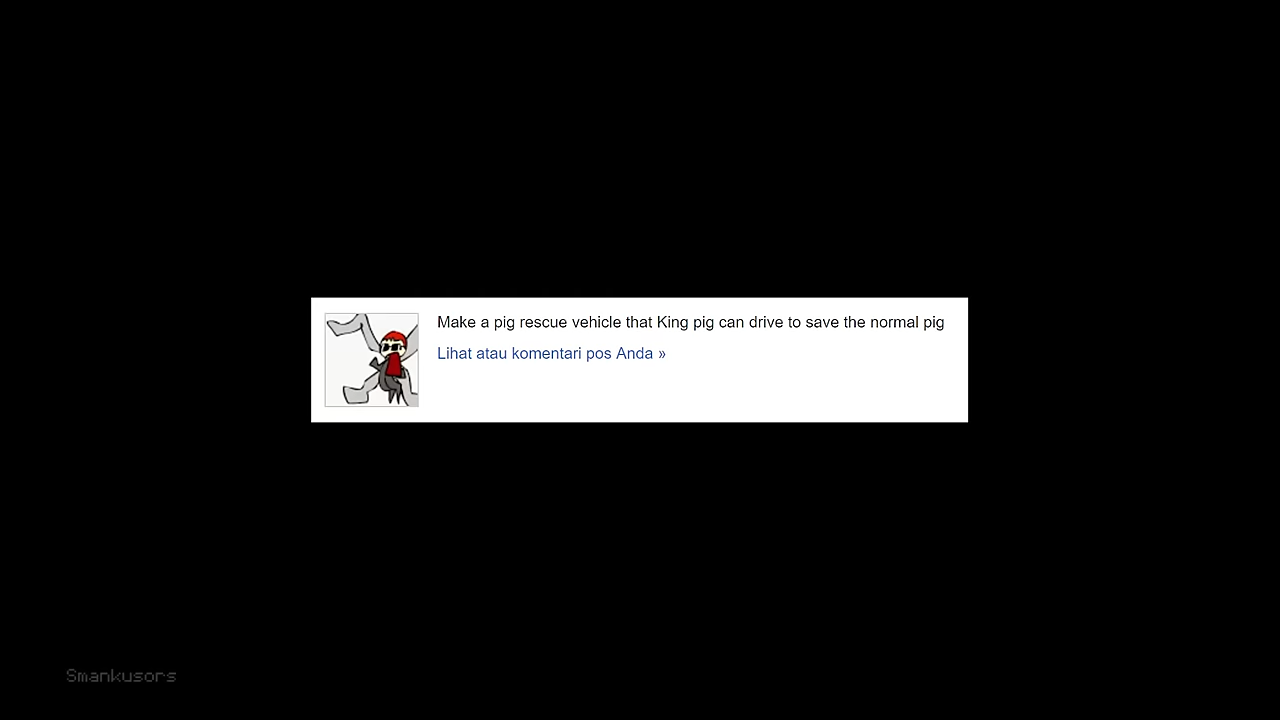 Make a pig rescue vehicle that King pig can drive to save the normal pig
Lihat atau komentari pos Anda »
Smankusors